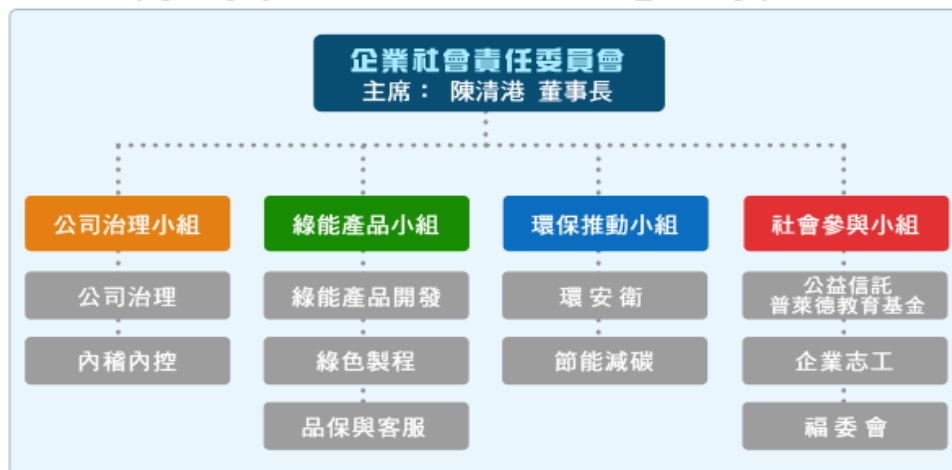 企業社會責任委員會
主席： 陳清港 董事長
公司治理小組
公司治理
內稽內控
綠能產品小組
綠能產品開發
綠色製程
品保與客服
環保推動小組
環安衛
節能減碳
社會參與小組
公益信託
普萊德教育基金
企業志工
福委會